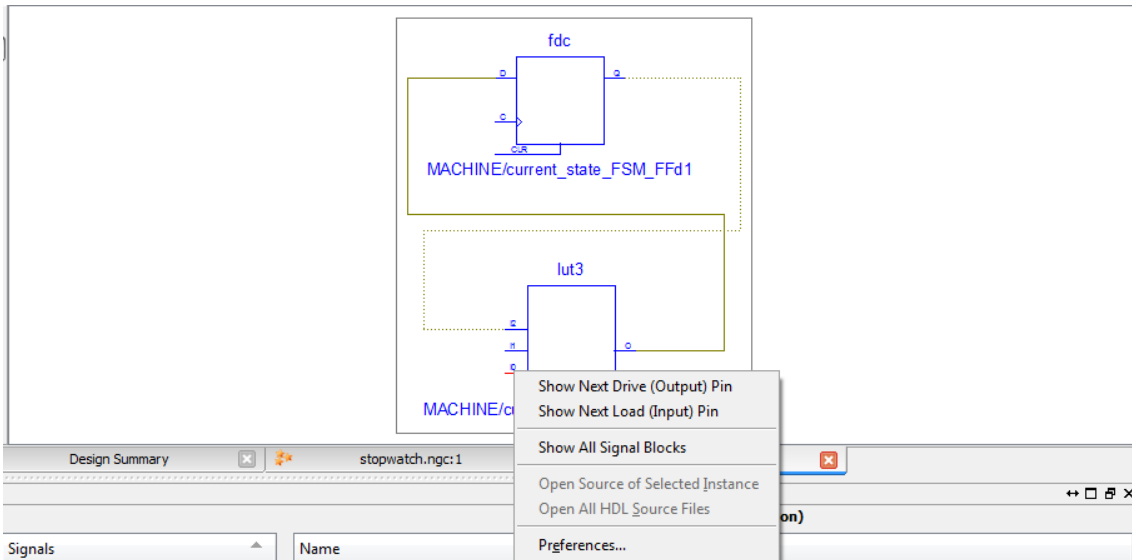 fdc
D
Q
C
CLR
MACHINE/current_state_FSM_FFd1
lut3
O
Show Next Drive (Output) Pin
Show Next Load (Input) Pin
MACHINE/c
Show All Signal Blocks
Design Summary
stopwatch.ngc:1
Open Source of Selected Instance
Open All HDL Source Files
on)
Preferences...
Signals
Name